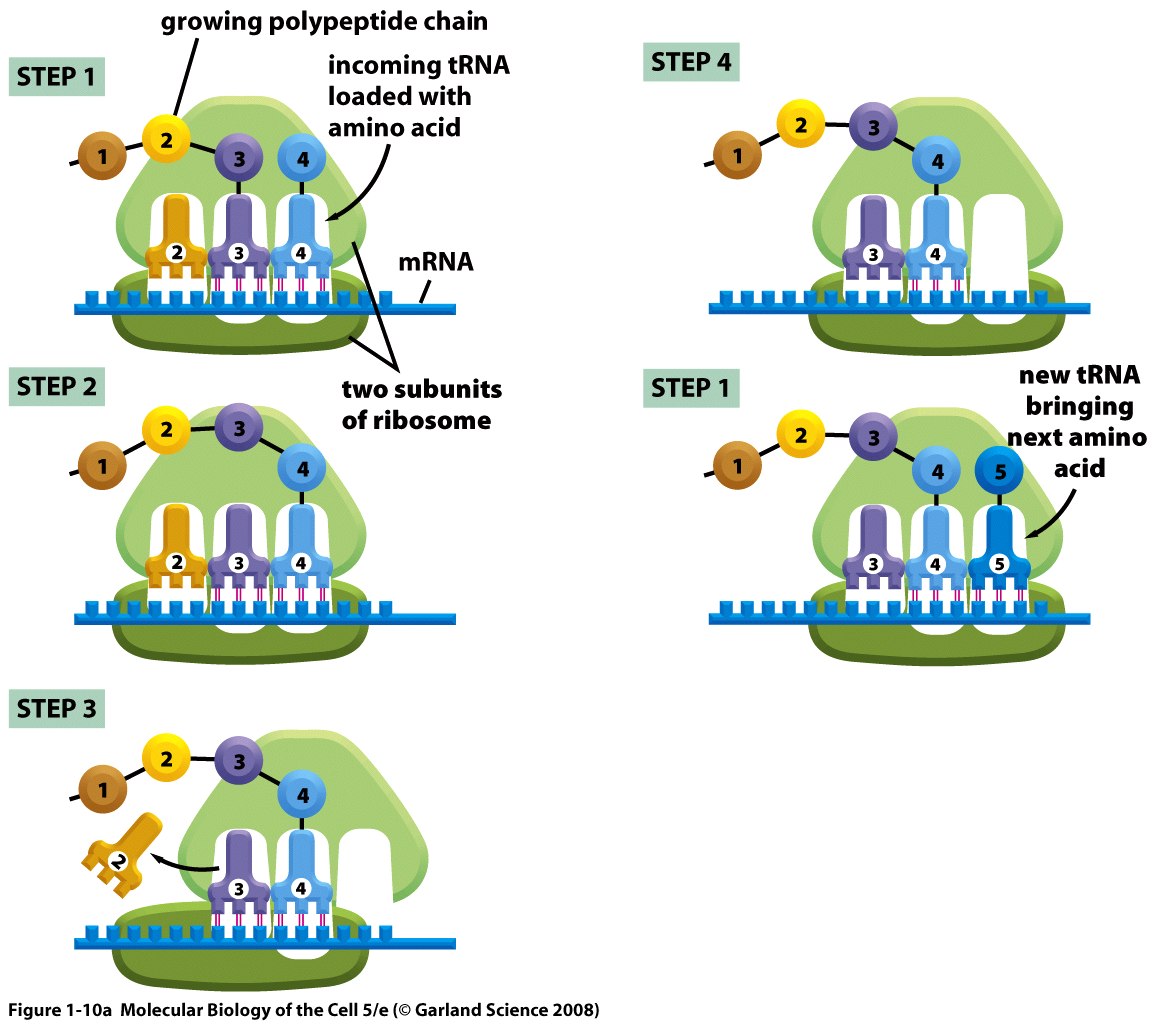 growing polypeptide chain
STEP 1
incoming tRNA
loaded with
amino acid
1
2
3
4
2
3
4
mRNA
two subunits
of ribosome
STEP 2
1
2
3
4
2
3
4
STEP 3
1
2
3
4
2
3
4
STEP 4
1
2
3
4
3
4
STEP 1
new tRNA
bringing
next amino
acid
1
2
3
4
5
3
4
5
Figure 1-10a Molecular Biology of the Cell 5/e (© Garland Science 2008)